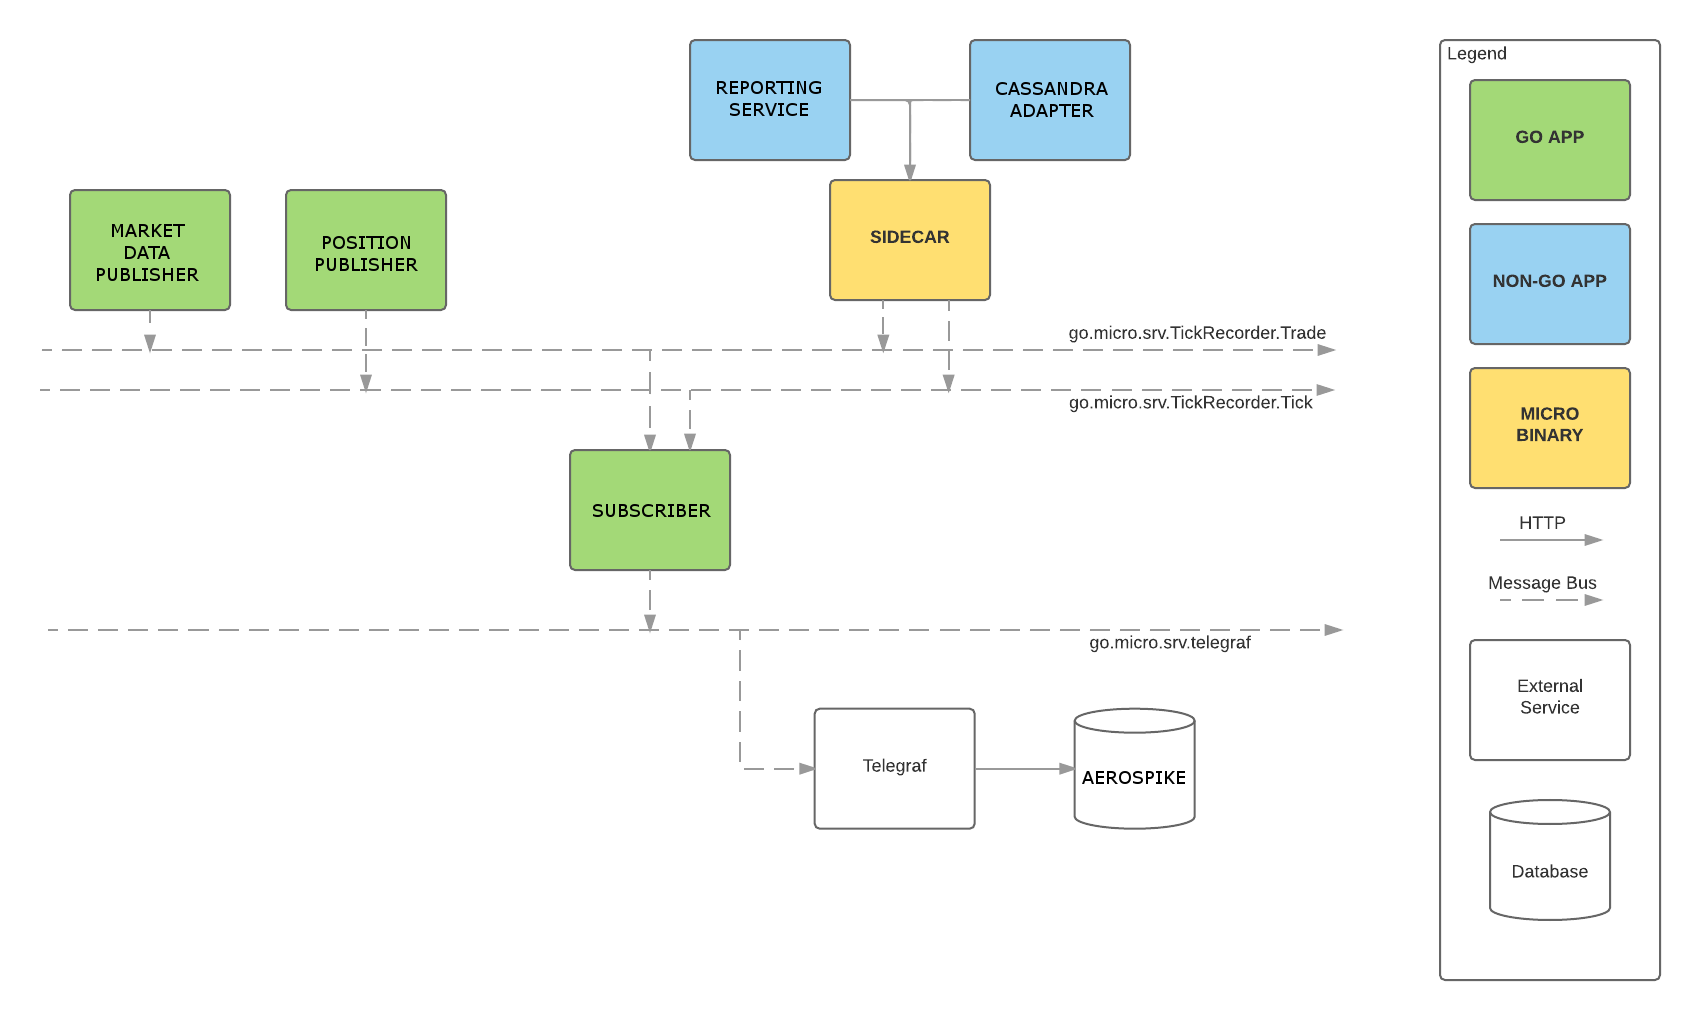 REPORTING
SERVICE
CASSANDRA
ADAPTER
MARKET
DATA
PUBLISHER
POSITION
PUBLISHER
SIDECAR
go.micro.srv.TickRecorder.Trade
go.micro.srv.TickRecorder.Tick
SUBSCRIBER
go.micro.srv.telegraf
Telegraf
AEROSPIKE
Legend
GO APP
NON-GO APP
MICRO
BINARY
HTTP
Message Bus
External
Service
Database